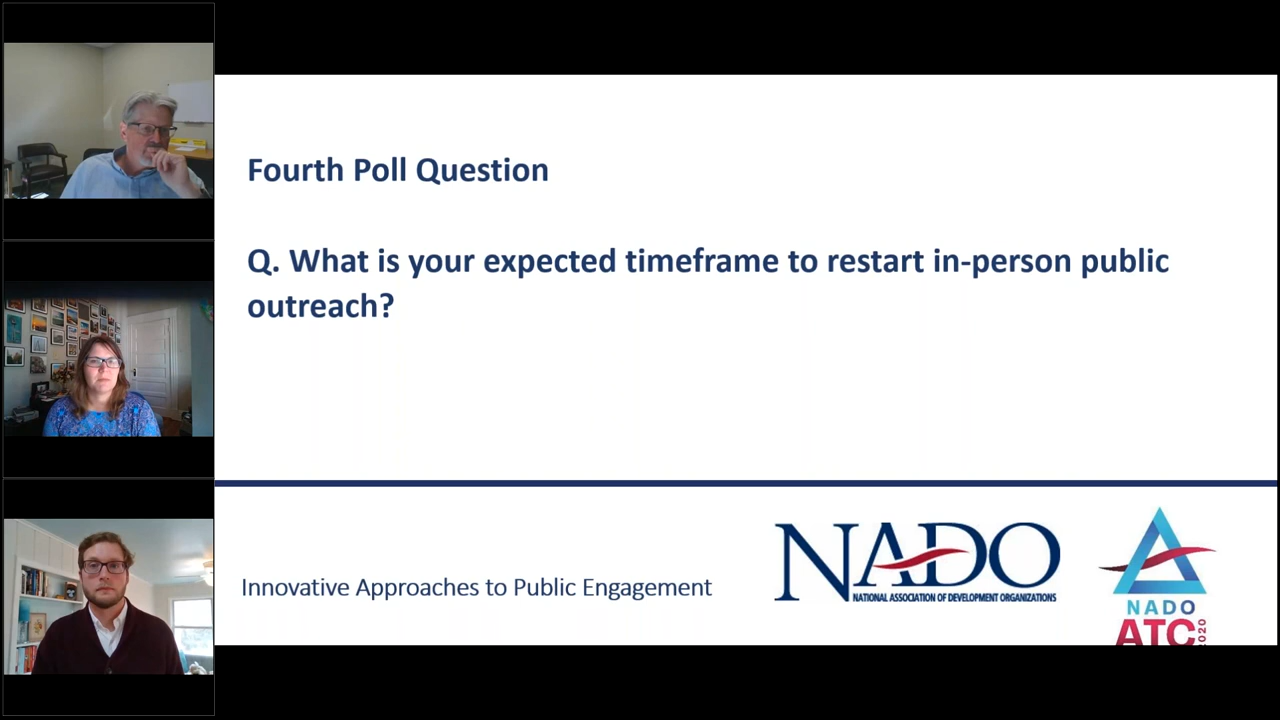 Fourth Poll Question
Q. What is your expected timeframe to restart in-person public
outreach?
Innovative Approaches to Public Engagement
NADO
NATIONAL ASSOCIATION OF DEVELOPMENT ORGANIZATIONS
NADO
ATC
2020